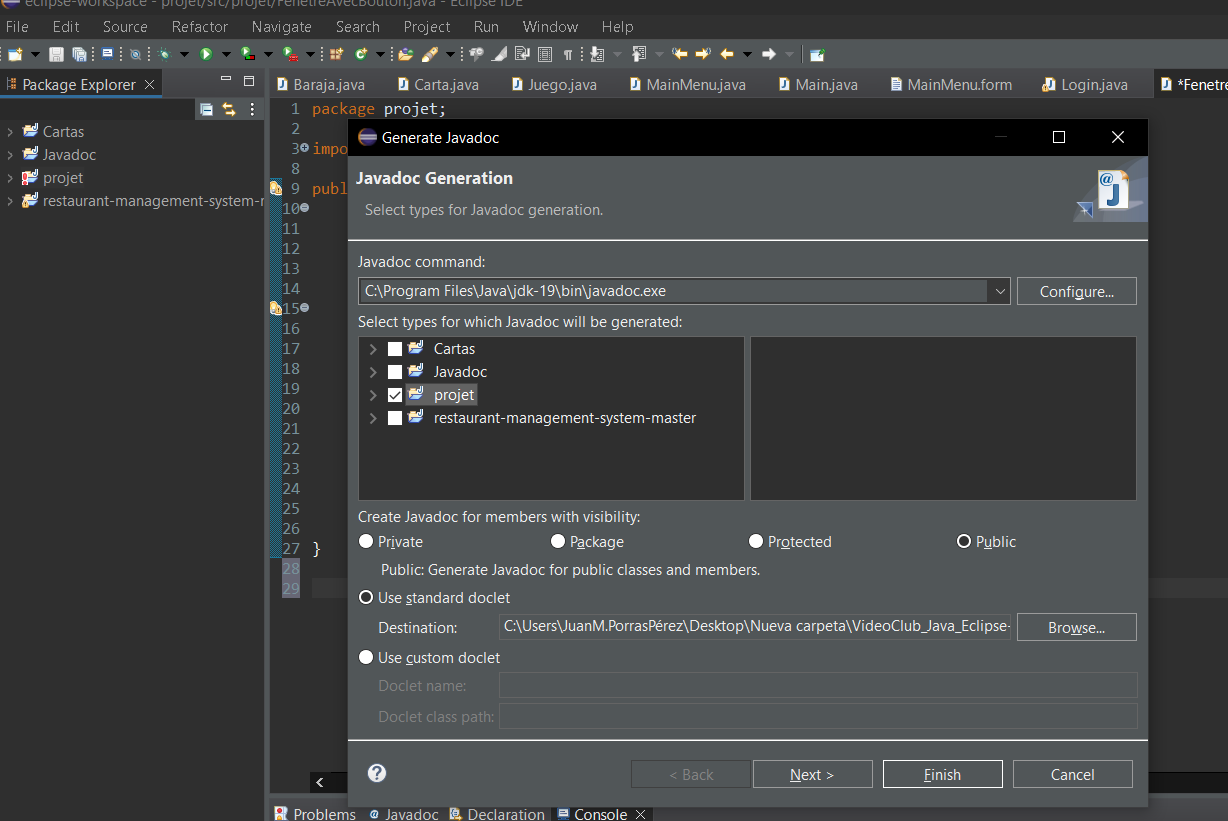 eclipse-workspace - projet/src/projet/FenetreAvecBouton.java - Eclipse IDE
File Edit Source Refactor Navigate Search Project Run Window Help
Package Explorer
Baraja.java Carta.java Juego.java MainMenu.java Main.java MainMenu.form Login.java *Fenetre
Cartas
Javadoc
projet
restaurant-management-system-
1 package projet;
2
3 impo
8
9 publ
10
11
12
13
14
15
16
17
18
19
20
21
22
23
24
25
26
27 }
28
29
Generate Javadoc
Javadoc Generation
Select types for Javadoc generation.
Javadoc command:
C:\Program Files\Java\jdk-19\bin\javadoc.exe
Configure...
Select types for which Javadoc will be generated:
Cartas
Javadoc
projet
restaurant-management-system-master
Create Javadoc for members with visibility:
Private Package Protected Public
Public: Generate Javadoc for public classes and members.
Use standard doclet
Destination: C:\Users\JuanM.PorrasPérez\Desktop\Nueva carpeta\VideoClub_Java_Eclipse- Browse...
Use custom doclet
Doclet name:
Doclet class path:
? < Back Next > Finish Cancel
Problems Javadoc Declaration Console